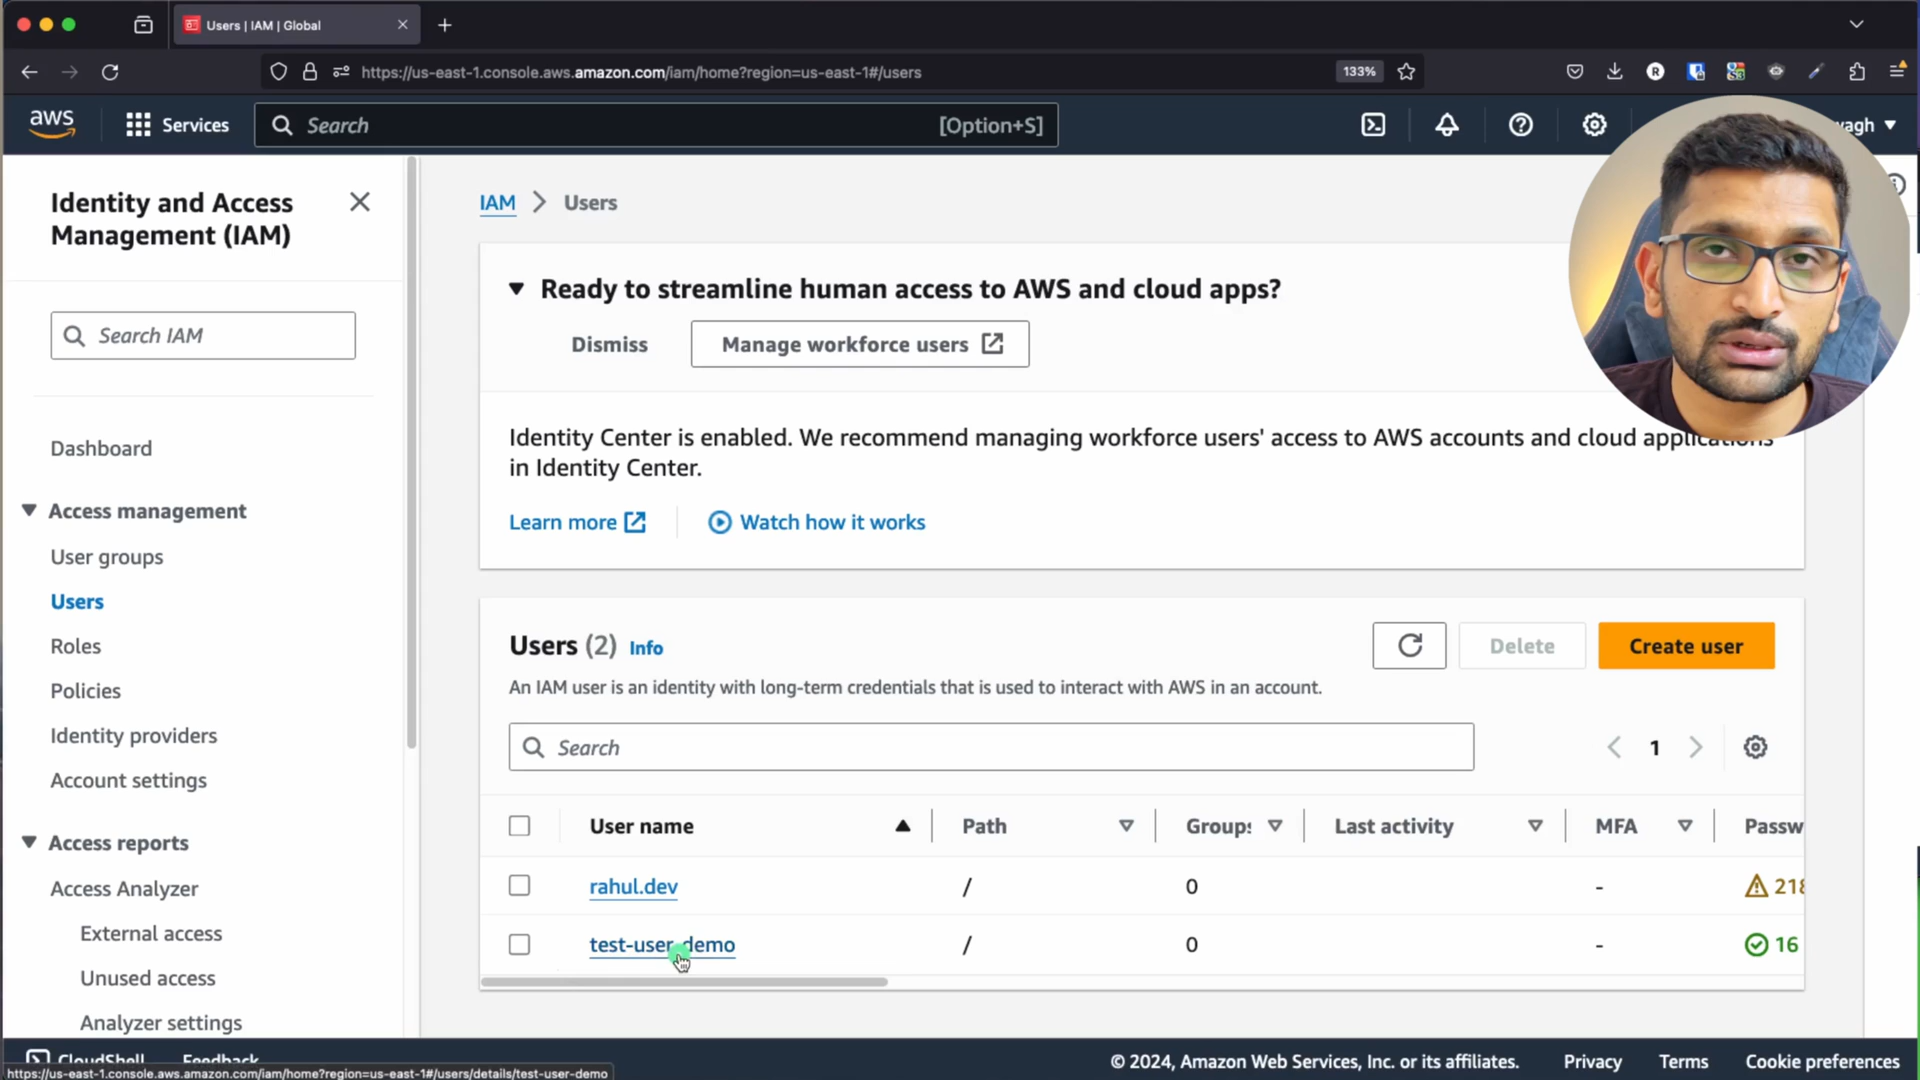 Users | IAM | Global
https://us-east-1.console.aws.amazon.com/iam/home?region=us-east-1#/users
133%
aws
Services
Search
[Option+S]
vagh
Identity and Access
Management (IAM)
Search IAM
Dashboard
Access management
User groups
Users
Roles
Policies
Identity providers
Account settings
Access reports
Access Analyzer
External access
Unused access
Analyzer settings
IAM
Users
Ready to streamline human access to AWS and cloud apps?
Dismiss
Manage workforce users
Identity Center is enabled. We recommend managing workforce users' access to AWS accounts and cloud applications
in Identity Center.
Learn more
Watch how it works
Users (2)
Info
Delete
Create user
An IAM user is an identity with long-term credentials that is used to interact with AWS in an account.
Search
1
User name
Path
Groups
Last activity
MFA
Passw
rahul.dev
/
0
-
218
test-user-demo
/
0
-
16
CloudShell
Feedback
© 2024, Amazon Web Services, Inc. or its affiliates.
Privacy
Terms
Cookie preferences
https://us-east-1.console.aws.amazon.com/iam/home?region=us-east-1#/users/details/test-user-demo